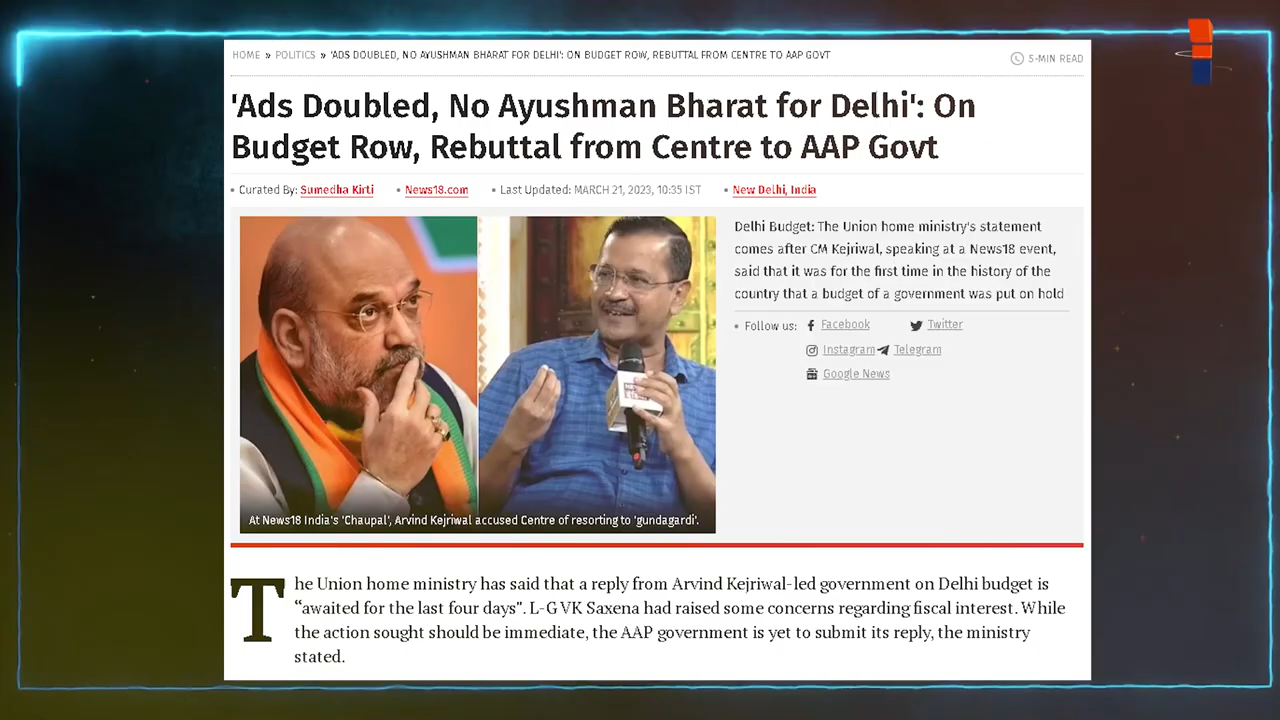 HOME » POLITICS » 'ADS DOUBLED, NO AYUSHMAN BHARAT FOR DELHI': ON BUDGET ROW, REBUTTAL FROM CENTRE TO AAP GOVT
5-MIN READ
'Ads Doubled, No Ayushman Bharat for Delhi': On
Budget Row, Rebuttal from Centre to AAP Govt
• Curated By: Sumedha Kirti • News18.com • Last Updated: MARCH 21, 2023, 10:35 IST • New Delhi, India
At News18 India's 'Chaupal', Arvind Kejriwal accused Centre of resorting to 'gundagardi'.
Delhi Budget: The Union home ministry's statement
comes after CM Kejriwal, speaking at a News18 event,
said that it was for the first time in the history of the
country that a budget of a government was put on hold
• Follow us: Facebook Twitter
Instagram Telegram
Google News
The Union home ministry has said that a reply from Arvind Kejriwal-led government on Delhi budget is
“awaited for the last four days". L-G VK Saxena had raised some concerns regarding fiscal interest. While
the action sought should be immediate, the AAP government is yet to submit its reply, the ministry
stated.